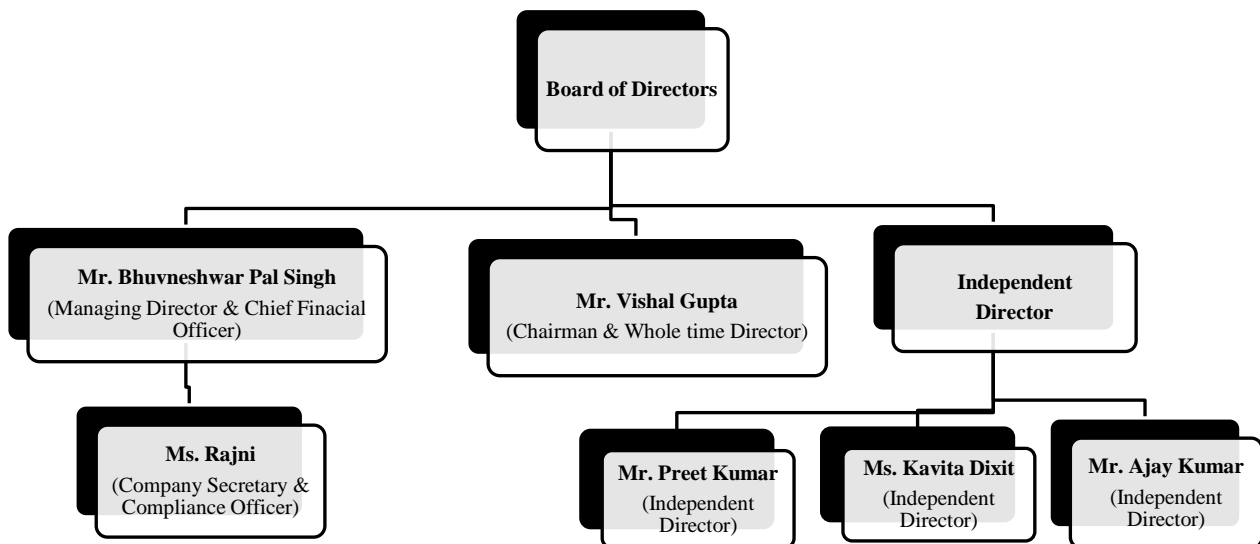 Board of Directors
Mr. Bhuvneshwar Pal Singh
(Managing Director & Chief Finacial
Officer)
Mr. Vishal Gupta
(Chairman & Whole time Director)
Independent
Director
Ms. Rajni
(Company Secretary &
Compliance Officer)
Mr. Preet Kumar
(Independent
Director)
Ms. Kavita Dixit
(Independent
Director)
Mr. Ajay Kumar
(Independent
Director)